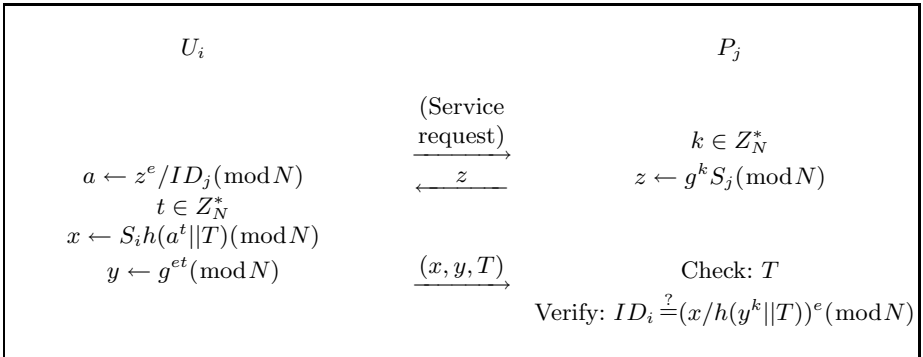 U_i P_j
(Service
request)
k ∈ Z_N^*
a ← z^e/ID_j(mod N) z z ← g^k S_j(mod N)
t ∈ Z_N^*
x ← S_i h(a^t||T)(mod N)
y ← g^{et}(mod N) (x, y, T) Check: T
Verify: ID_i ≟ (x/h(y^k||T))^e(mod N)